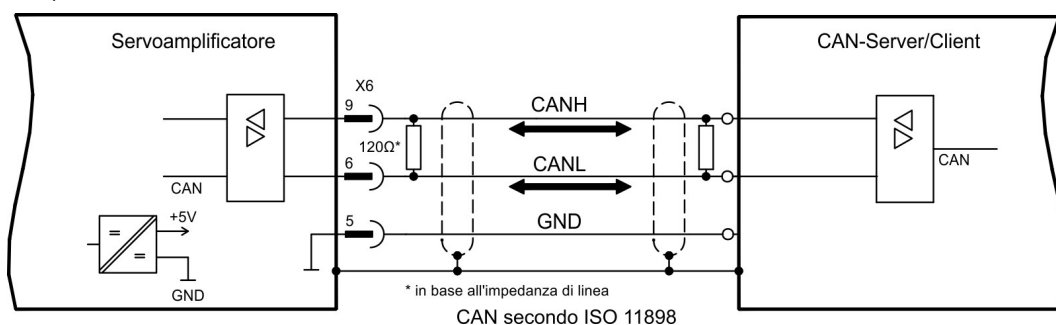 Servoamplificatore
CAN-Server/Client
X6
9
CANH
120Ω*
6
CANL
CAN
CAN
+5V
5
GND
GND
* in base all'impedanza di linea
CAN secondo ISO 11898